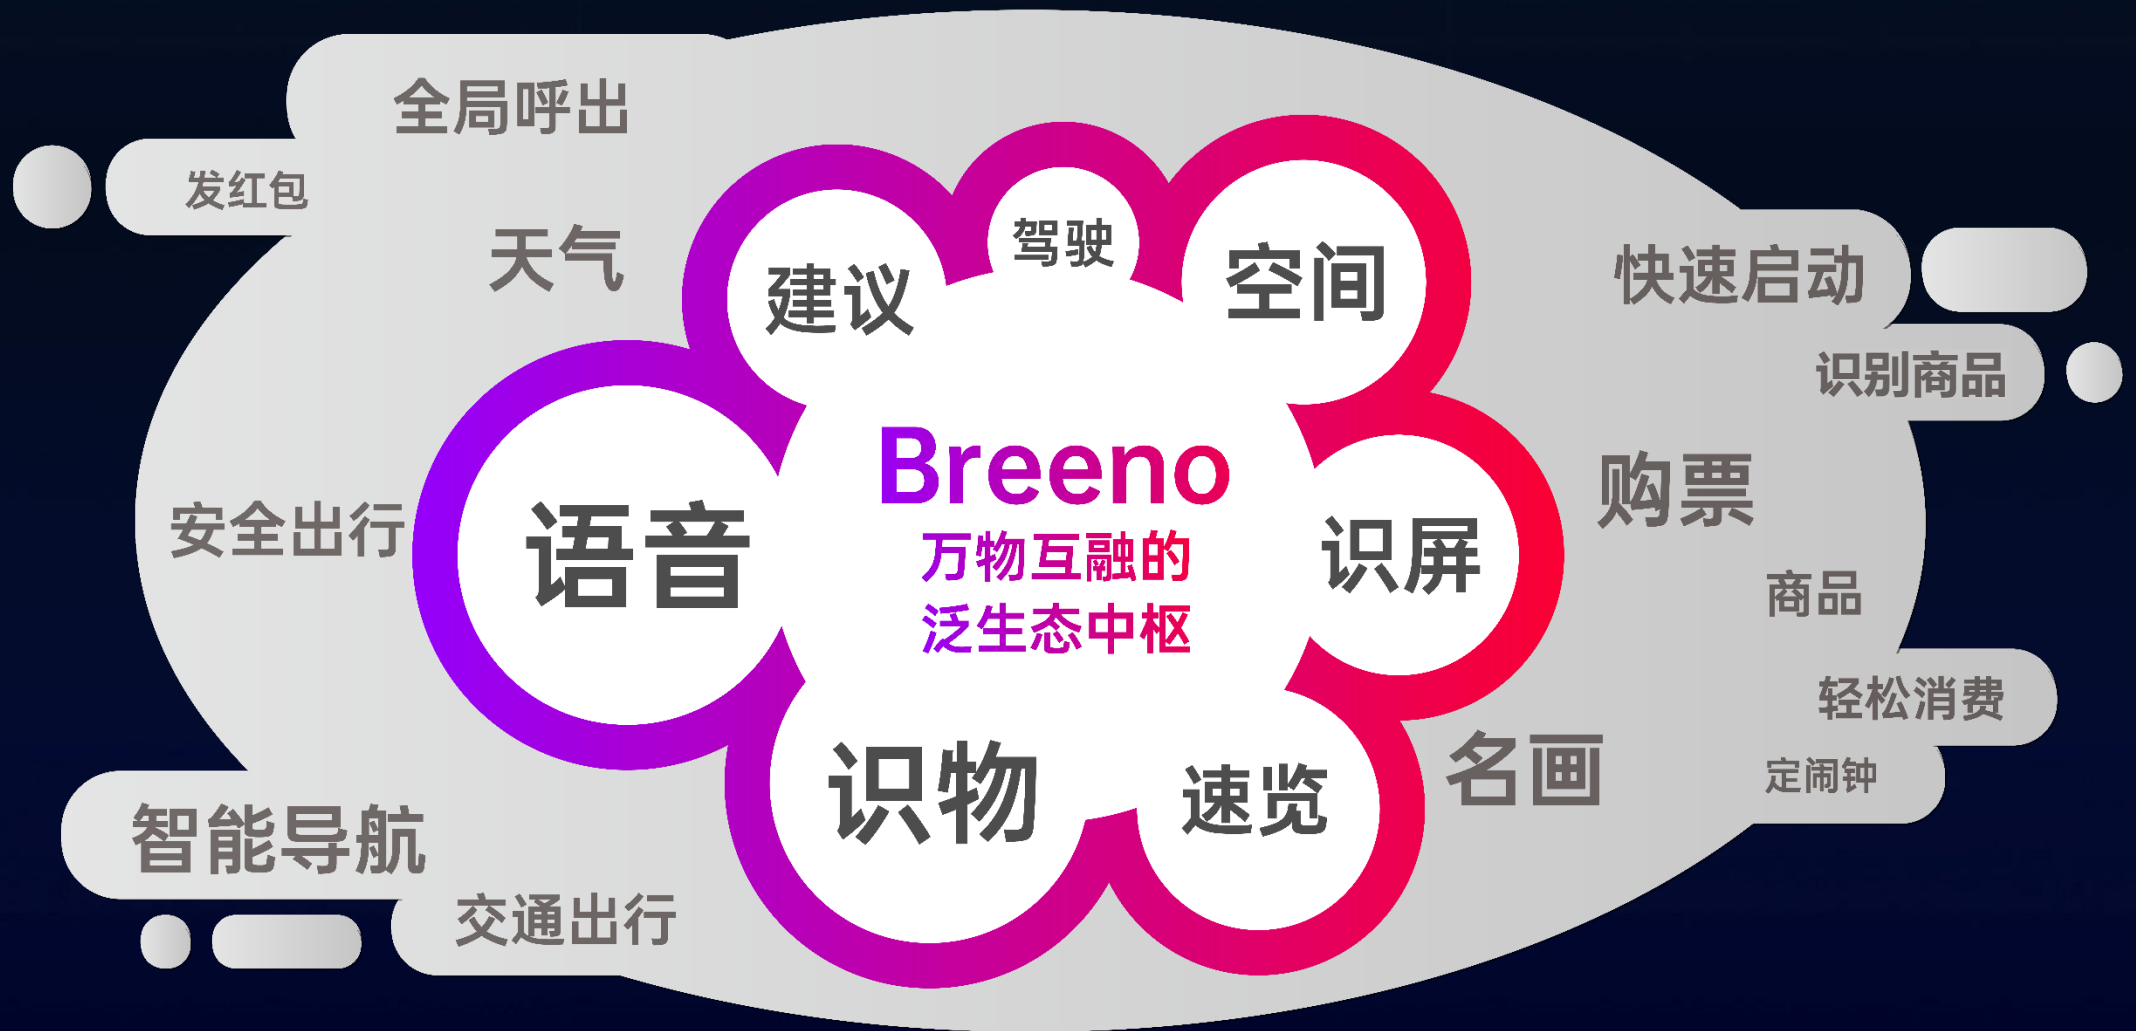 全局呼出
发红包
天气
建议
驾驶
空间
快速启动
识别商品
Breeno
万物互融的
泛生态中枢
语音
识屏
安全出行
购票
商品
轻松消费
识物
速览
名画
定闹钟
智能导航
交通出行